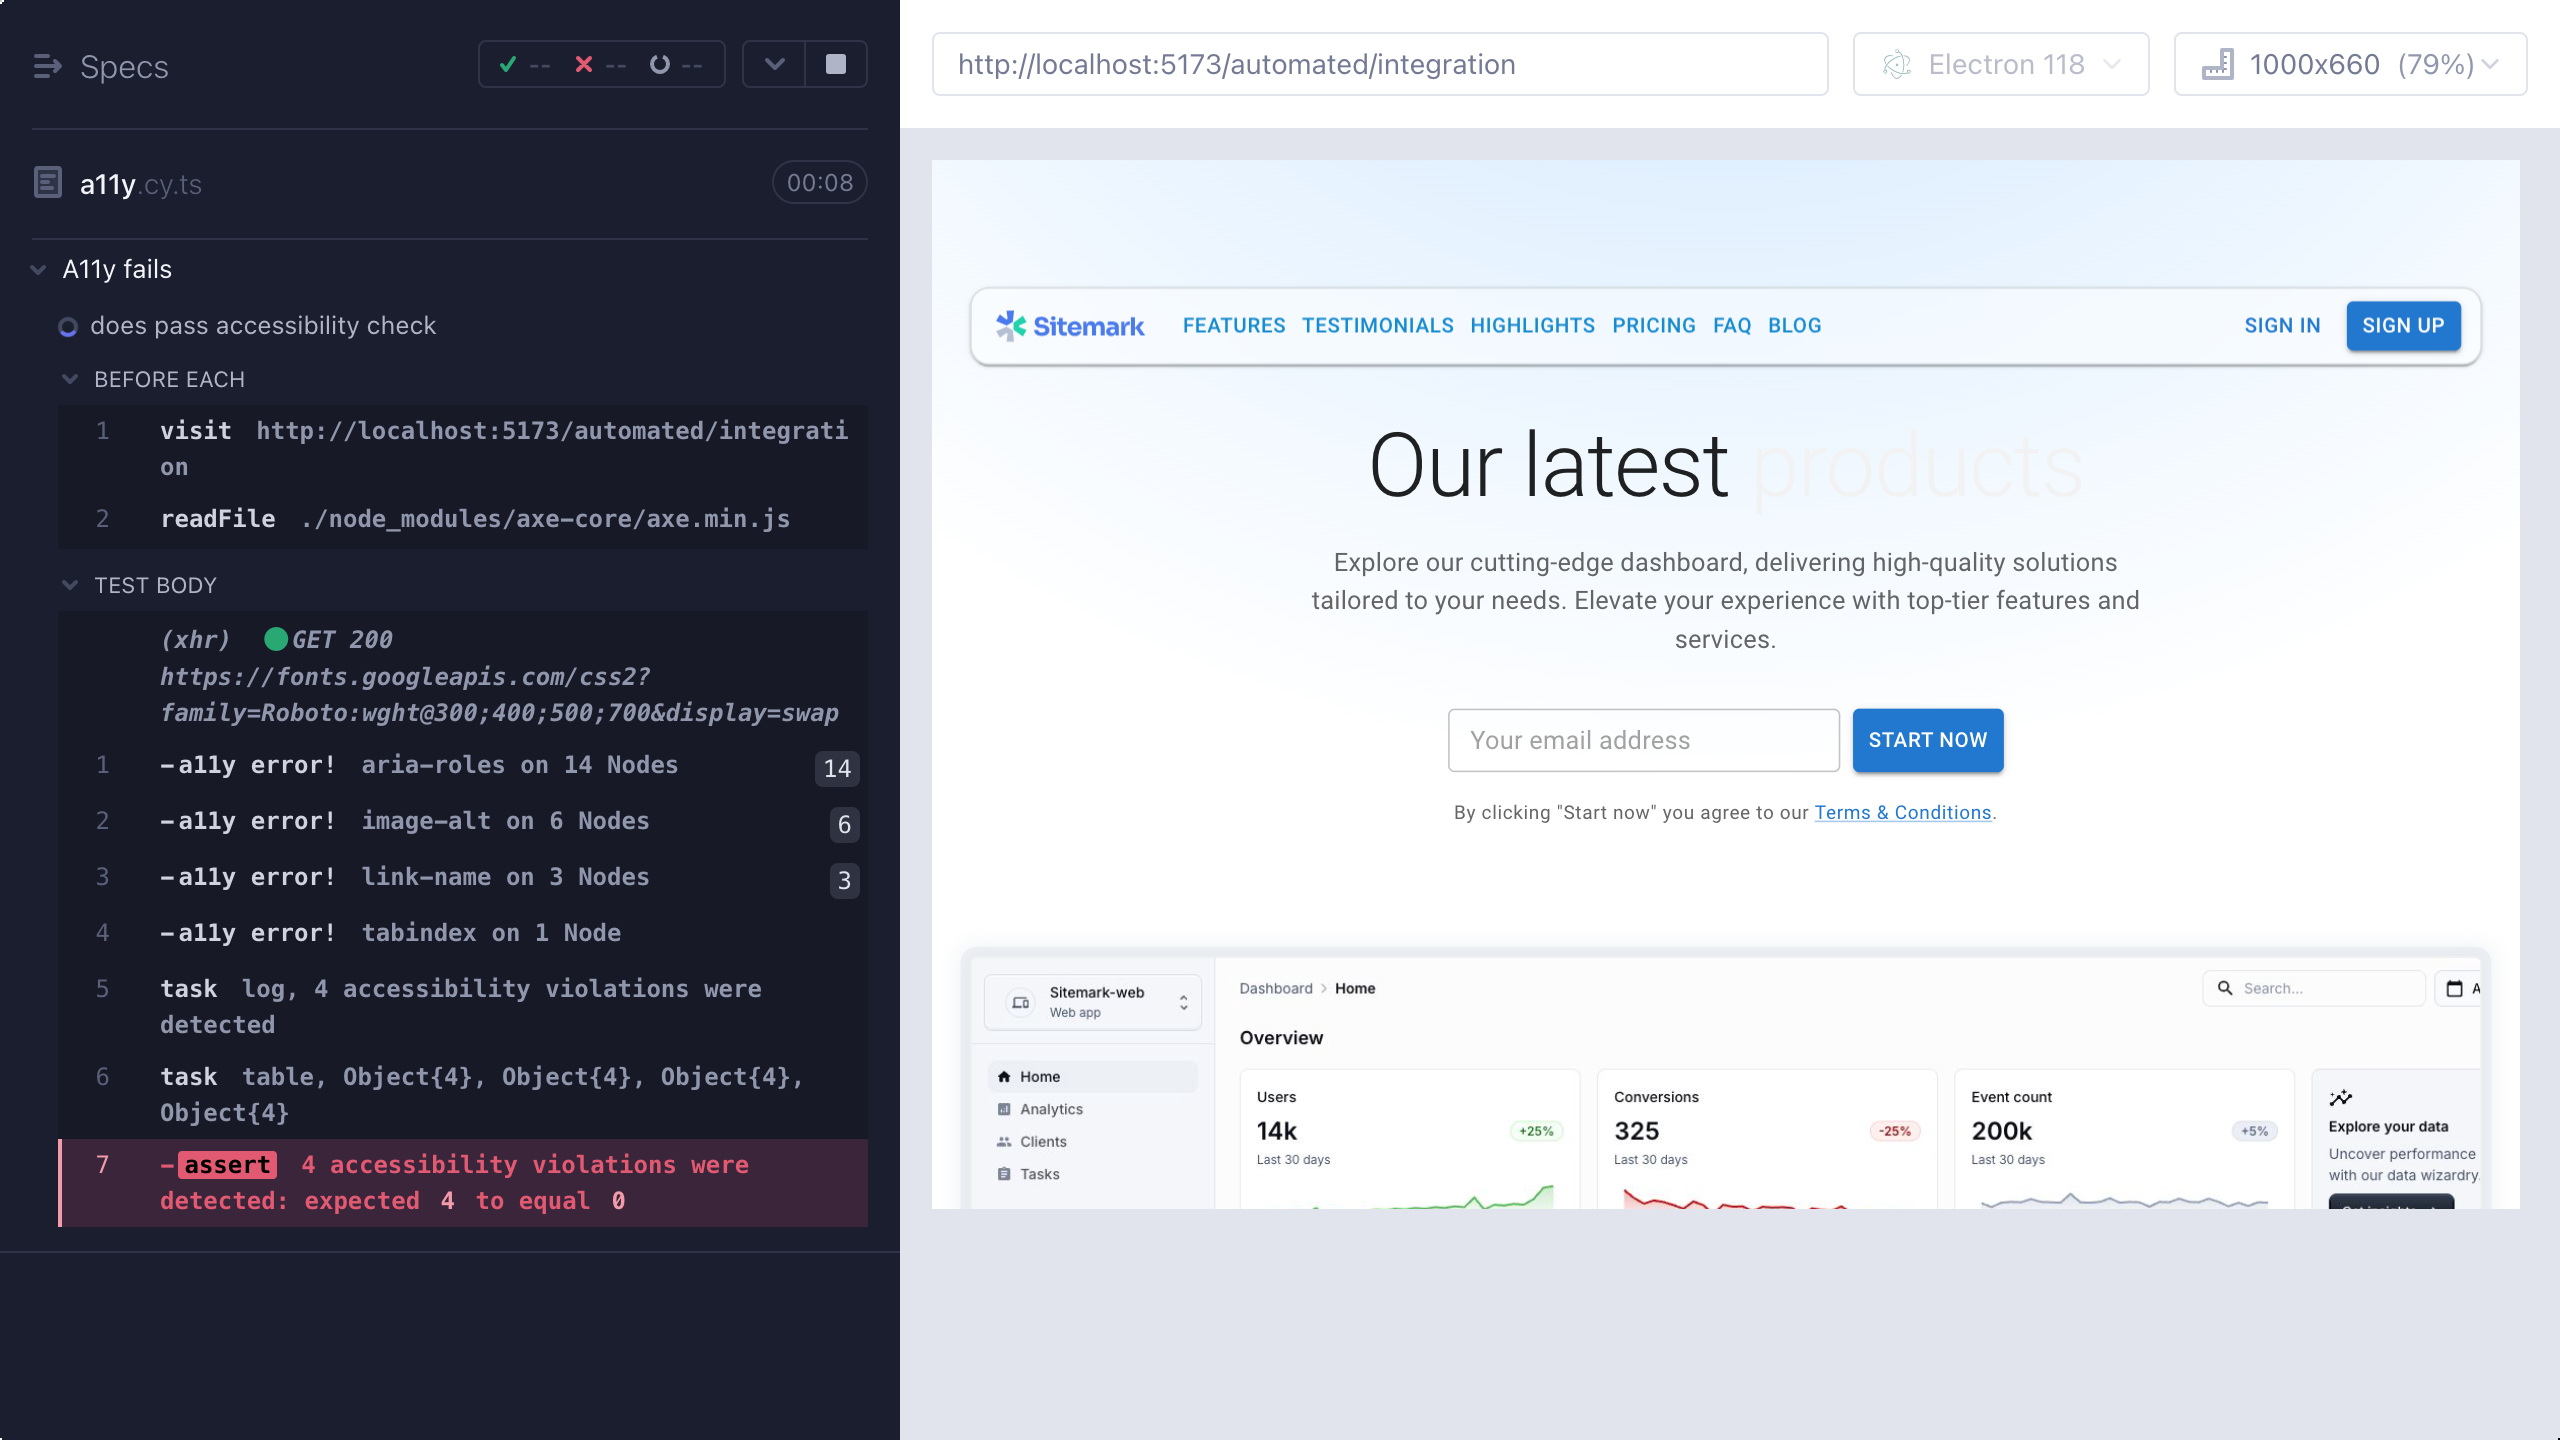 Specs
-- -- --
a11y.cy.ts
00:08
A11y fails
does pass accessibility check
BEFORE EACH
1 visit http://localhost:5173/automated/integrati
on
2 readFile ./node_modules/axe-core/axe.min.js
TEST BODY
(xhr) GET 200
https://fonts.googleapis.com/css2?
family=Roboto:wght@300;400;500;700&display=swap
1 -a11y error! aria-roles on 14 Nodes 14
2 -a11y error! image-alt on 6 Nodes 6
3 -a11y error! link-name on 3 Nodes 3
4 -a11y error! tabindex on 1 Node
5 task log, 4 accessibility violations were
detected
6 task table, Object{4}, Object{4}, Object{4},
Object{4}
7 -assert 4 accessibility violations were
detected: expected 4 to equal 0
http://localhost:5173/automated/integration
Electron 118
1000x660 (79%)
Sitemark FEATURES TESTIMONIALS HIGHLIGHTS PRICING FAQ BLOG SIGN IN SIGN UP
Our latest products
Explore our cutting-edge dashboard, delivering high-quality solutions
tailored to your needs. Elevate your experience with top-tier features and
services.
Your email address START NOW
By clicking "Start now" you agree to our Terms & Conditions.
Sitemark-web
Web app
Home
Analytics
Clients
Tasks
Dashboard > Home
Search...
A
Overview
Users
14k +25%
Last 30 days
Conversions
325 -25%
Last 30 days
Event count
200k +5%
Last 30 days
Explore your data
Uncover performance
with our data wizardry.